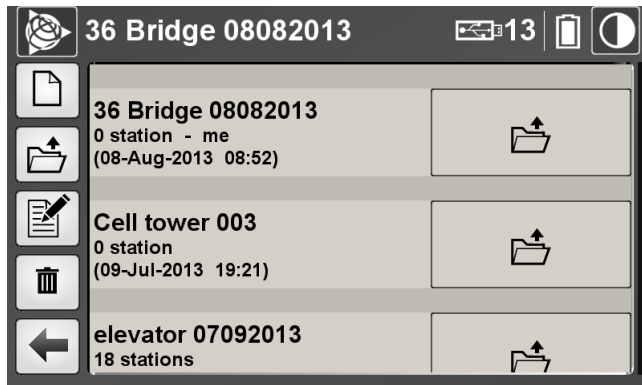 36 Bridge 08082013
13
36 Bridge 08082013
0 station - me
(08-Aug-2013 08:52)
Cell tower 003
0 station
(09-Jul-2013 19:21)
elevator 07092013
18 stations